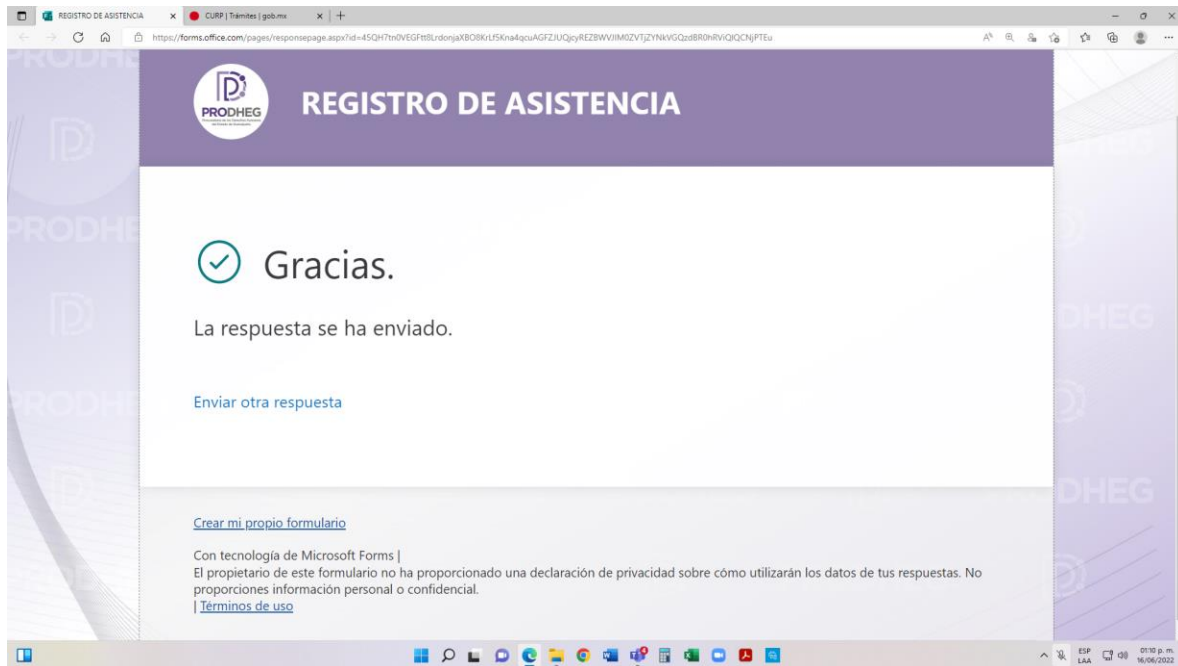 REGISTRO DE ASISTENCIA
CURP | Trámites | gob.mx
PRODHEG
REGISTRO DE ASISTENCIA
Gracias.
La respuesta se ha enviado.
Enviar otra respuesta
Crear mi propio formulario
Con tecnología de Microsoft Forms |
El propietario de este formulario no ha proporcionado una declaración de privacidad sobre cómo utilizarán los datos de tus respuestas. No
proporciones información personal o confidencial.
| Términos de uso
ESP
LAA
01:10 p. m.
16/06/2022